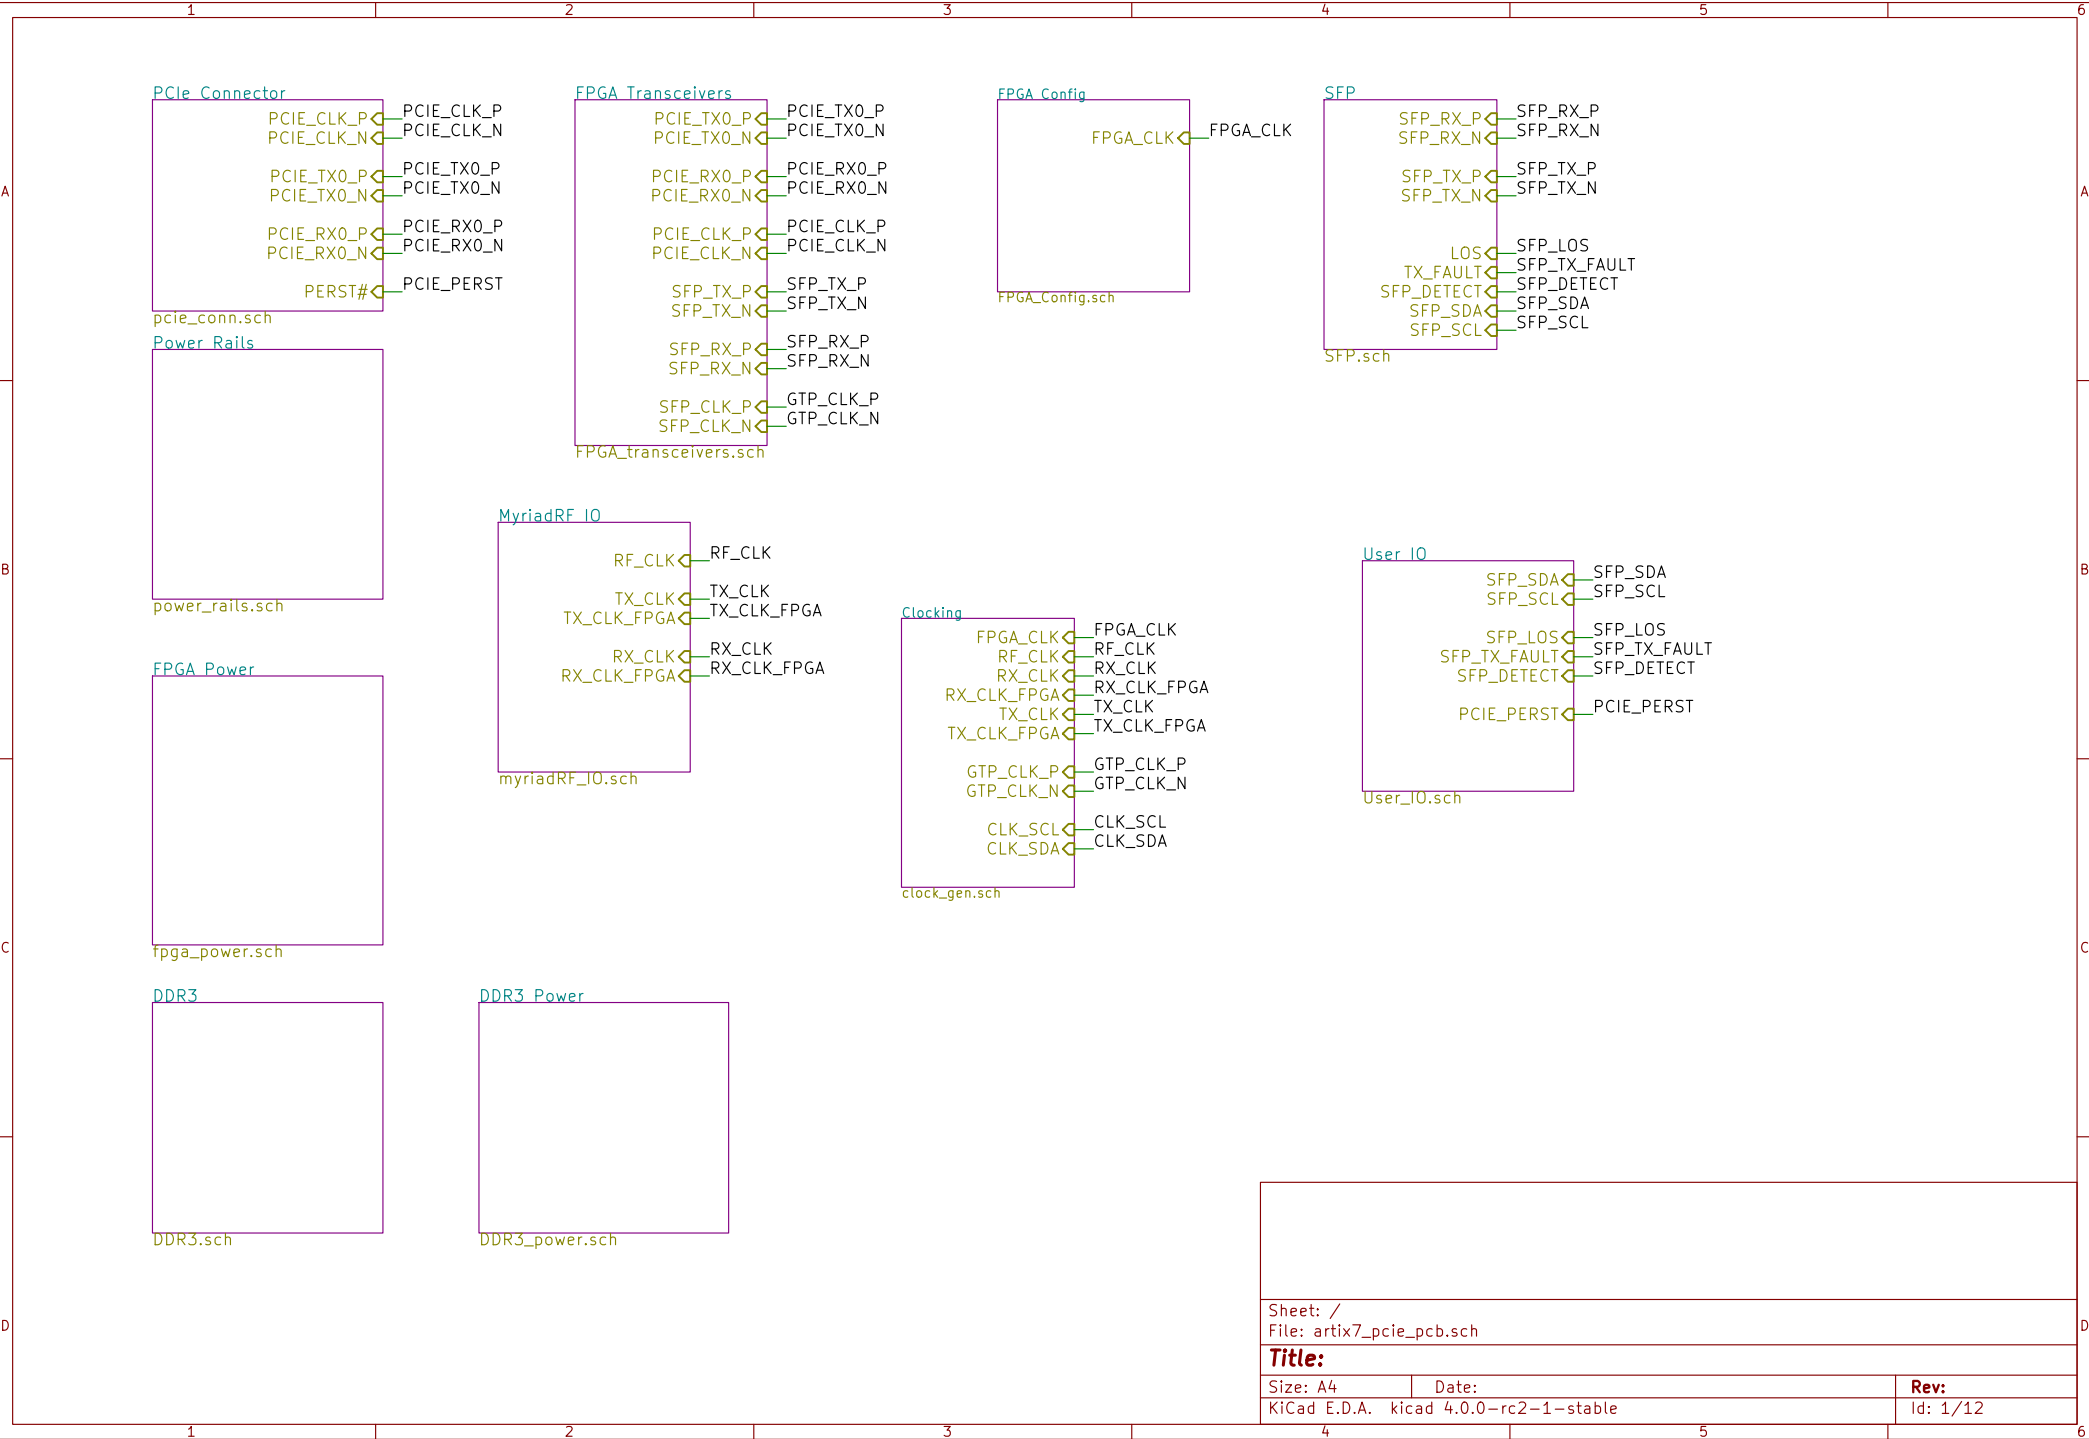 1 2 3 4 5 6
A
B
C
D
PCIe Connector
PCIE_CLK_P PCIE_CLK_P
PCIE_CLK_N PCIE_CLK_N
PCIE_TX0_P PCIE_TX0_P
PCIE_TX0_N PCIE_TX0_N
PCIE_RX0_P PCIE_RX0_P
PCIE_RX0_N PCIE_RX0_N
PERST# PCIE_PERST
pcie_conn.sch
FPGA Transceivers
PCIE_TX0_P PCIE_TX0_P
PCIE_TX0_N PCIE_TX0_N
PCIE_RX0_P PCIE_RX0_P
PCIE_RX0_N PCIE_RX0_N
PCIE_CLK_P PCIE_CLK_P
PCIE_CLK_N PCIE_CLK_N
SFP_TX_P SFP_TX_P
SFP_TX_N SFP_TX_N
SFP_RX_P SFP_RX_P
SFP_RX_N SFP_RX_N
SFP_CLK_P GTP_CLK_P
SFP_CLK_N GTP_CLK_N
FPGA_transceivers.sch
FPGA Config
FPGA_CLK FPGA_CLK
FPGA_Config.sch
SFP
SFP_RX_P SFP_RX_P
SFP_RX_N SFP_RX_N
SFP_TX_P SFP_TX_P
SFP_TX_N SFP_TX_N
LOS SFP_LOS
TX_FAULT SFP_TX_FAULT
SFP_DETECT SFP_DETECT
SFP_SDA SFP_SDA
SFP_SCL SFP_SCL
SFP.sch
Power Rails
power_rails.sch
MyriadRF IO
RF_CLK RF_CLK
TX_CLK TX_CLK
TX_CLK_FPGA TX_CLK_FPGA
RX_CLK RX_CLK
RX_CLK_FPGA RX_CLK_FPGA
myriadRF_IO.sch
Clocking
FPGA_CLK FPGA_CLK
RF_CLK RF_CLK
RX_CLK RX_CLK
RX_CLK_FPGA RX_CLK_FPGA
TX_CLK TX_CLK
TX_CLK_FPGA TX_CLK_FPGA
GTP_CLK_P GTP_CLK_P
GTP_CLK_N GTP_CLK_N
CLK_SCL CLK_SCL
CLK_SDA CLK_SDA
clock_gen.sch
User IO
SFP_SDA SFP_SDA
SFP_SCL SFP_SCL
SFP_LOS SFP_LOS
SFP_TX_FAULT SFP_TX_FAULT
SFP_DETECT SFP_DETECT
PCIE_PERST PCIE_PERST
User_IO.sch
FPGA Power
fpga_power.sch
DDR3
DDR3.sch
DDR3 Power
DDR3_power.sch
Sheet: /
File: artix7_pcie_pcb.sch
Title:
Size: A4 Date: Rev:
KiCad E.D.A. kicad 4.0.0-rc2-1-stable Id: 1/12
A
B
C
D
1 2 3 4 5 6